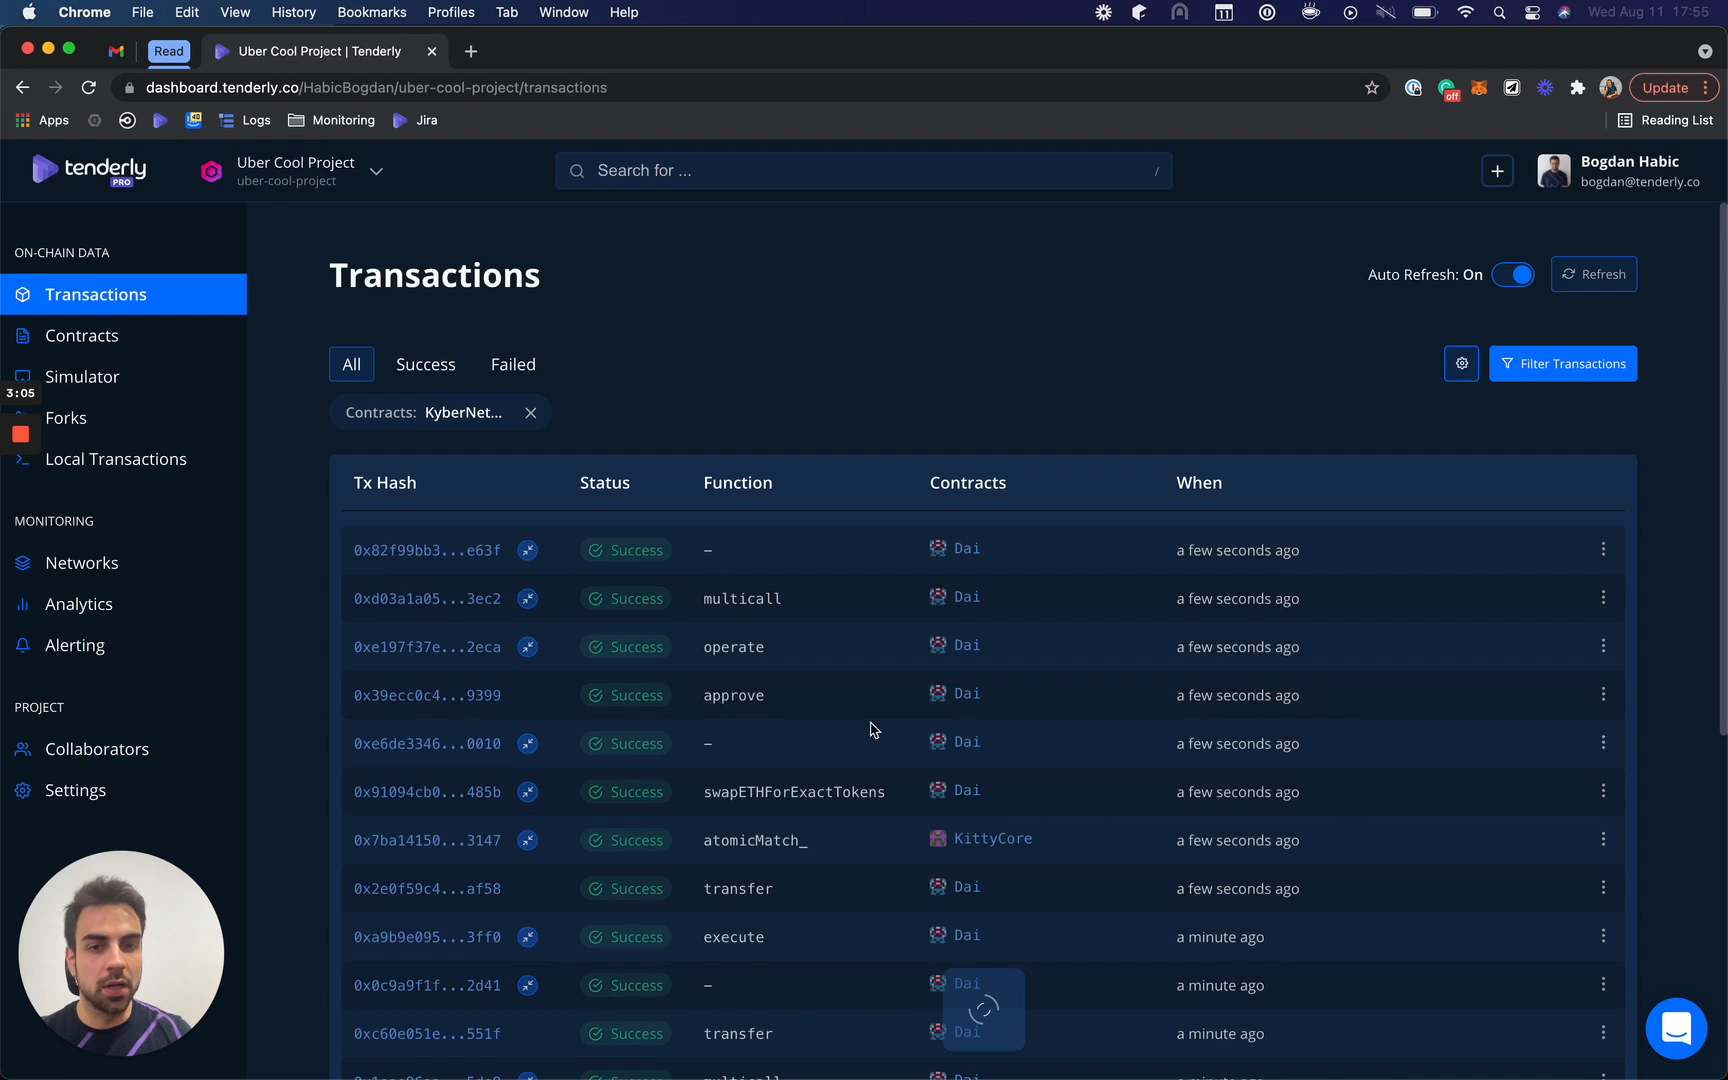 Chrome File Edit View History Bookmarks Profiles Tab Window Help
11
Wed Aug 11 17:55
Read
Uber Cool Project | Tenderly
dashboard.tenderly.co/HabicBogdan/uber-cool-project/transactions
off
Update
Apps
Logs
Monitoring
Jira
Reading List
tenderly
PRO
Uber Cool Project
uber-cool-project
Search for ...
/
Bogdan Habic
bogdan@tenderly.co
ON-CHAIN DATA
Transactions
Contracts
Simulator
3:05
Forks
Local Transactions
MONITORING
Networks
Analytics
Alerting
PROJECT
Collaborators
Settings
Transactions
Auto Refresh: On
Refresh
All
Success
Failed
Filter Transactions
Contracts: KyberNet...
Tx Hash Status Function Contracts When
0x82f99bb3...e63f Success – Dai a few seconds ago
0xd03a1a05...3ec2 Success multicall Dai a few seconds ago
0xe197f37e...2eca Success operate Dai a few seconds ago
0x39ecc0c4...9399 Success approve Dai a few seconds ago
0xe6de3346...0010 Success – Dai a few seconds ago
0x91094cb0...485b Success swapETHForExactTokens Dai a few seconds ago
0x7ba14150...3147 Success atomicMatch_ KittyCore a few seconds ago
0x2e0f59c4...af58 Success transfer Dai a few seconds ago
0xa9b9e095...3ff0 Success execute Dai a minute ago
0x0c9a9f1f...2d41 Success – Dai a minute ago
0xc60e051e...551f Success transfer Dai a minute ago